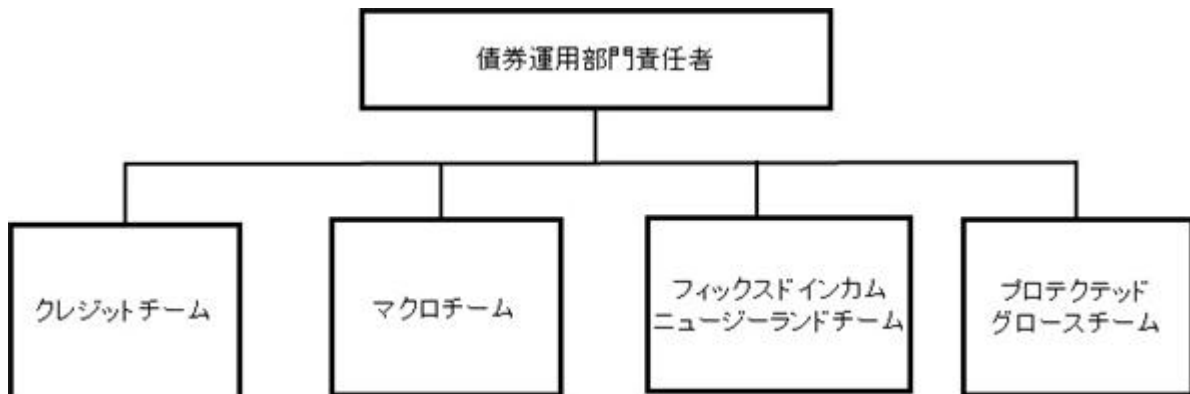 債券運用部門責任者
クレジットチーム
マクロチーム
フィックスドインカム
ニュージーランドチーム
プロテクテッド
グロースチーム